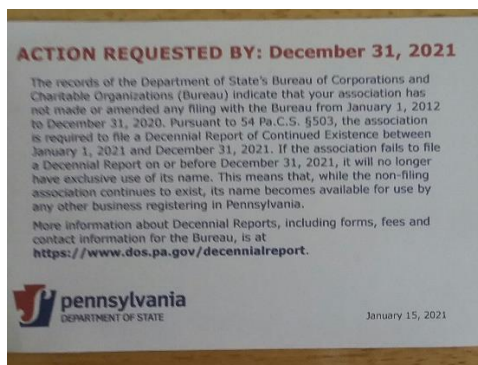 ACTION REQUESTED BY: December 31, 2021
The records of the Department of State's Bureau of Corporations and
Charitable Organizations (Bureau) indicate that your association has
not made or amended any filing with the Bureau from January 1, 2012
to December 31, 2020. Pursuant to 54 Pa.C.S. §503, the association
is required to file a Decennial Report of Continued Existence between
January 1, 2021 and December 31, 2021. If the association fails to file
a Decennial Report on or before December 31, 2021, it will no longer
have exclusive use of its name. This means that, while the non-filing
association continues to exist, its name becomes available for use by
any other business registering in Pennsylvania.
More information about Decennial Reports, including forms, fees and
contact information for the Bureau, is at
https://www.dos.pa.gov/decennialreport.
pennsylvania
DEPARTMENT OF STATE
January 15, 2021